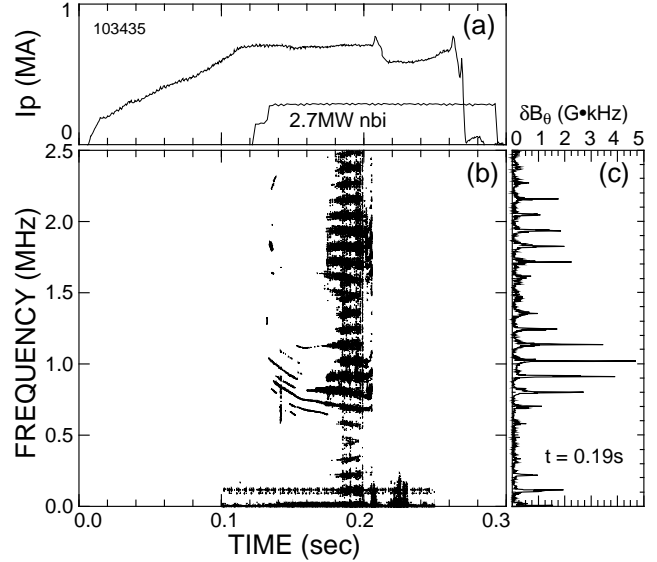 1
103435
(a)
Ip (MA)
2.7MW nbi
0
δBθ (G•kHz)
0 1 2 3 4 5
2.5
(b)
(c)
2.0
1.5
FREQUENCY (MHz)
1.0
0.5
t = 0.19s
0.0
0.0 0.1 0.2 0.3
TIME (sec)